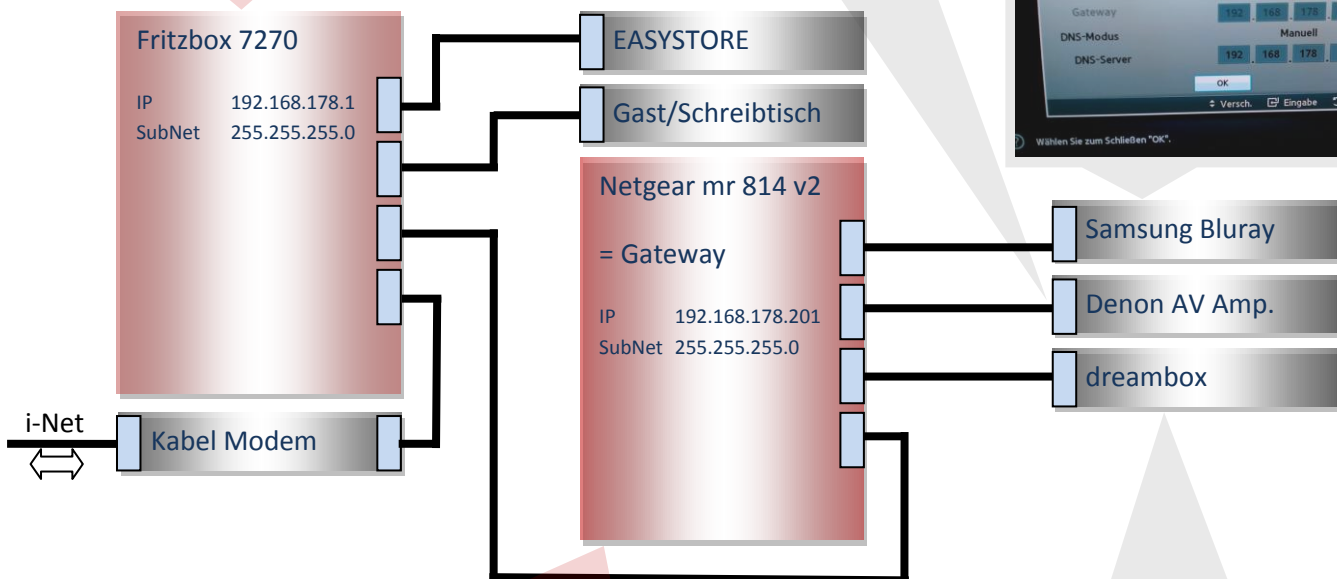 Fritzbox 7270
IP 192.168.178.1
SubNet 255.255.255.0
EASYSTORE
Gast/Schreibtisch
Netgear mr 814 v2
= Gateway
IP 192.168.178.201
SubNet 255.255.255.0
Gateway 192 . 168 . 178 .
DNS-Modus Manuell
DNS-Server 192 . 168 . 178 .
OK
Versch. Eingabe
Wählen Sie zum Schließen "OK".
Samsung Bluray
Denon AV Amp.
dreambox
i-Net
Kabel Modem